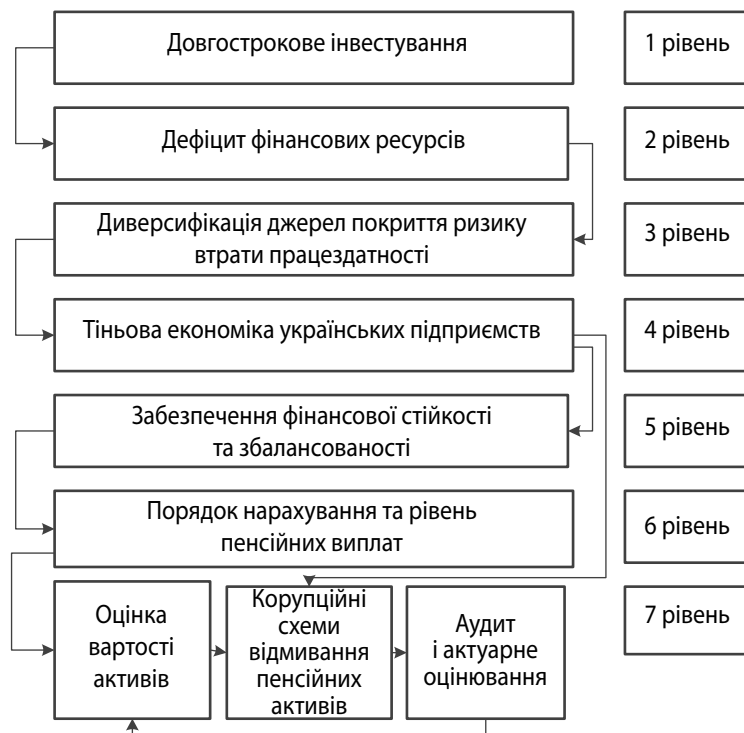 Довгострокове інвестування
1 рівень
Дефіцит фінансових ресурсів
2 рівень
Диверсифікація джерел покриття ризику
втрати працездатності
3 рівень
Тіньова економіка українських підприємств
4 рівень
Забезпечення фінансової стійкості
та збалансованості
5 рівень
Порядок нарахування та рівень
пенсійних виплат
6 рівень
Оцінка
вартості
активів
Корупційні
схеми
відмивання
пенсійних
активів
Аудит
і актуарне
оцінювання
7 рівень